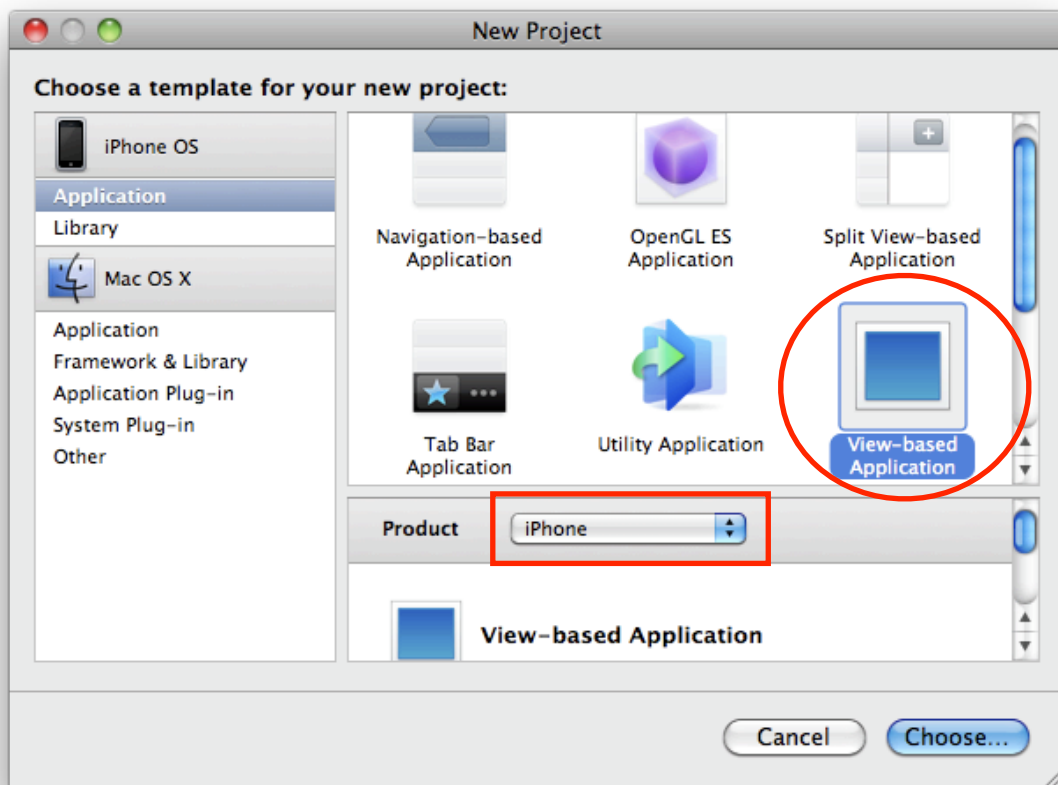 New Project
Choose a template for your new project:
iPhone OS
Application
Library
Mac OS X
Application
Framework & Library
Application Plug-in
System Plug-in
Other
Navigation-based
Application
OpenGL ES
Application
Split View-based
Application
Tab Bar
Application
Utility Application
View-based
Application
Product
iPhone
View-based Application
Cancel
Choose...